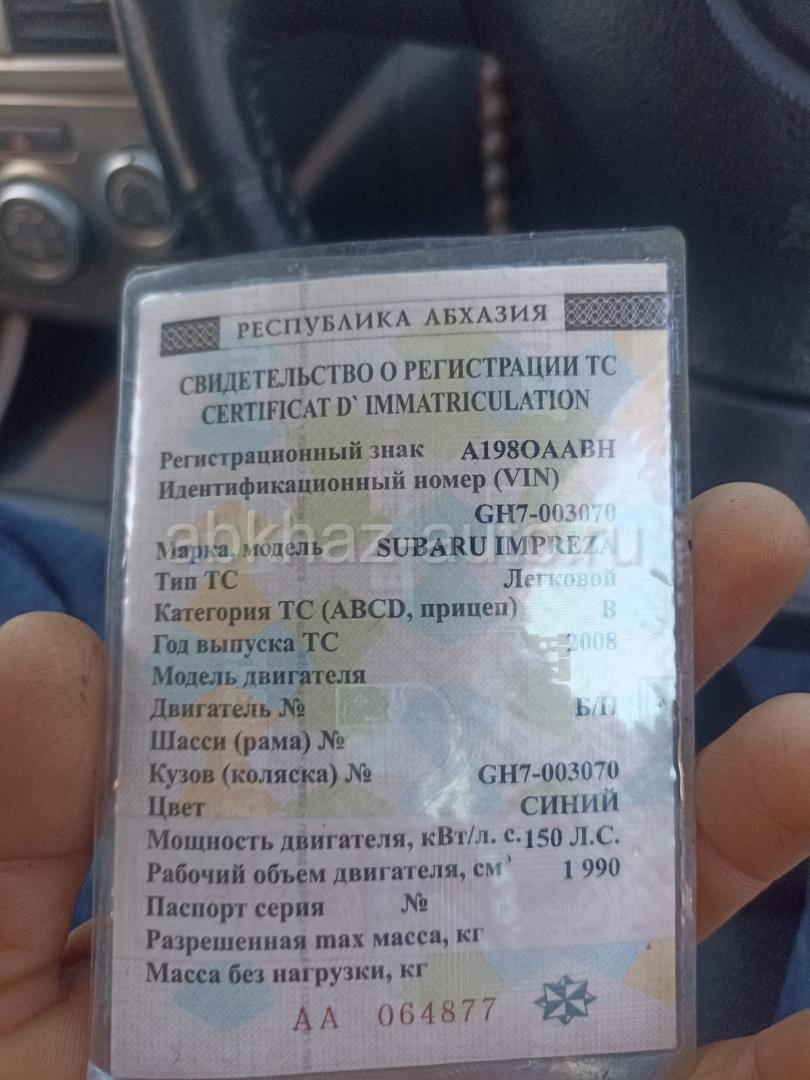 РЕСПУБЛИКА АБХАЗИЯ
СВИДЕТЕЛЬСТВО О РЕГИСТРАЦИИ ТС
CERTIFICAT D` IMMATRICULATION
Регистрационный знак А198ОААВН
Идентификационный номер (VIN)
GH7-003070
abkhaz-auto.ru
Марка, модель SUBARU IMPREZA
Тип ТС Легковой
Категория ТС (ABCD, прицеп) В
Год выпуска ТС 2008
Модель двигателя
Двигатель № Б/Н
Шасси (рама) №
Кузов (коляска) № GH7-003070
Цвет СИНИЙ
Мощность двигателя, кВт/л. с. 150 Л.С.
Рабочий объем двигателя, см³ 1 990
Паспорт серия №
Разрешенная max масса, кг
Масса без нагрузки, кг
АА 064877